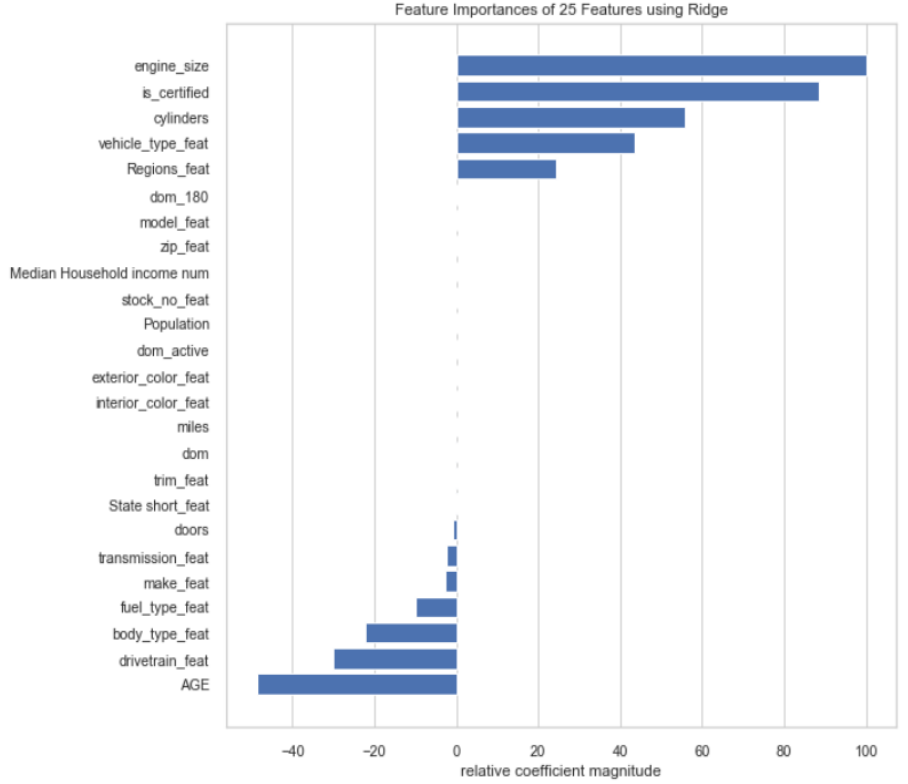 Feature Importances of 25 Features using Ridge
engine_size
is_certified
cylinders
vehicle_type_feat
Regions_feat
dom_180
model_feat
zip_feat
Median Household income num
stock_no_feat
Population
dom_active
exterior_color_feat
interior_color_feat
miles
dom
trim_feat
State short_feat
doors
transmission_feat
make_feat
fuel_type_feat
body_type_feat
drivetrain_feat
AGE
−40 −20 0 20 40 60 80 100
relative coefficient magnitude